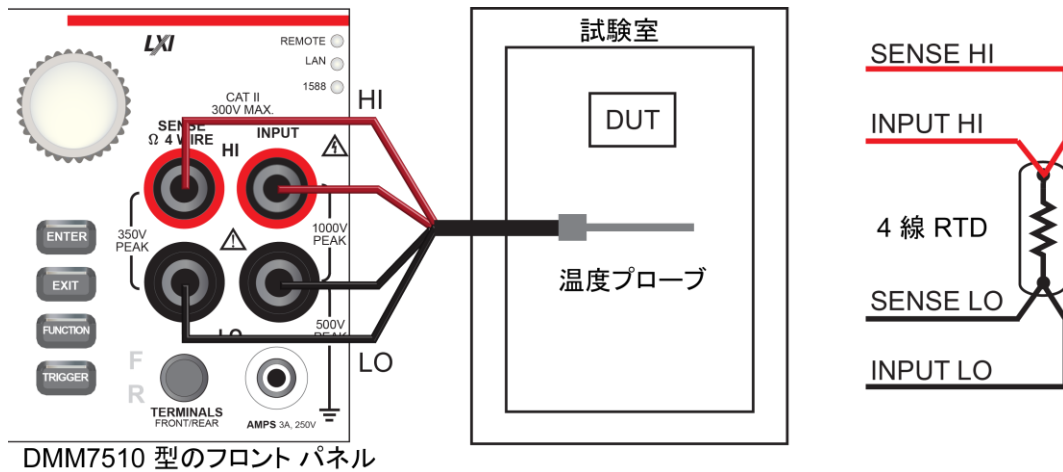 LXI
REMOTE
LAN
1588
CAT II
300V MAX.
SENSE
Ω 4 WIRE
HI
INPUT
HI
350V
PEAK
1000V
PEAK
500V
PEAK
LO
LO
ENTER
EXIT
FUNCTION
TRIGGER
F
R
TERMINALS
FRONT/REAR
AMPS 3A, 250V
DMM7510 型のフロント パネル
試験室
DUT
温度プローブ
SENSE HI
INPUT HI
4 線 RTD
SENSE LO
INPUT LO